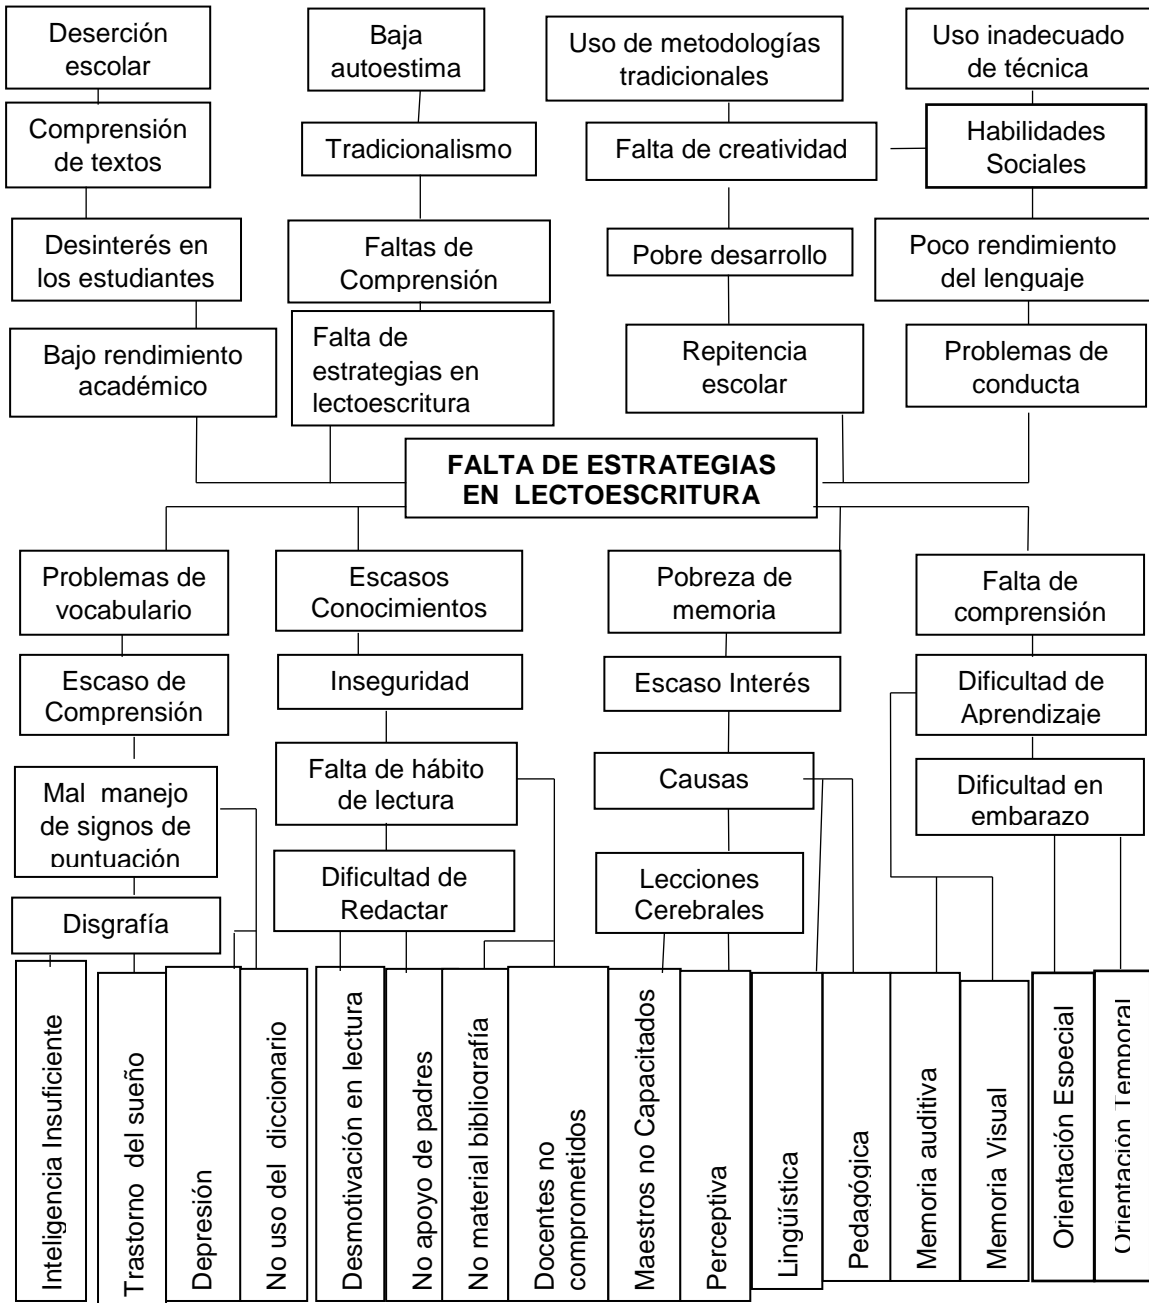 Deserción
escolar
Baja
autoestima
Uso de metodologías
tradicionales
Uso inadecuado
de técnica
Comprensión
de textos
Tradicionalismo
Falta de creatividad
Habilidades
Sociales
Desinterés en
los estudiantes
Faltas de
Comprensión
Pobre desarrollo
Poco rendimiento
del lenguaje
Bajo rendimiento
académico
Falta de
estrategias en
lectoescritura
Repitencia
escolar
Problemas de
conducta
FALTA DE ESTRATEGIAS
EN LECTOESCRITURA
Problemas de
vocabulario
Escasos
Conocimientos
Pobreza de
memoria
Falta de
comprensión
Escaso de
Comprensión
Inseguridad
Escaso Interés
Dificultad de
Aprendizaje
Mal manejo
de signos de
puntuación
Falta de hábito
de lectura
Causas
Dificultad en
embarazo
Disgrafía
Dificultad de
Redactar
Lecciones
Cerebrales
Inteligencia Insuficiente
Trastorno del sueño
Depresión
No uso del diccionario
Desmotivación en lectura
No apoyo de padres
No material bibliografía
Docentes no
comprometidos
Maestros no Capacitados
Perceptiva
Lingüística
Pedagógica
Memoria auditiva
Memoria Visual
Orientación Especial
Orientación Temporal